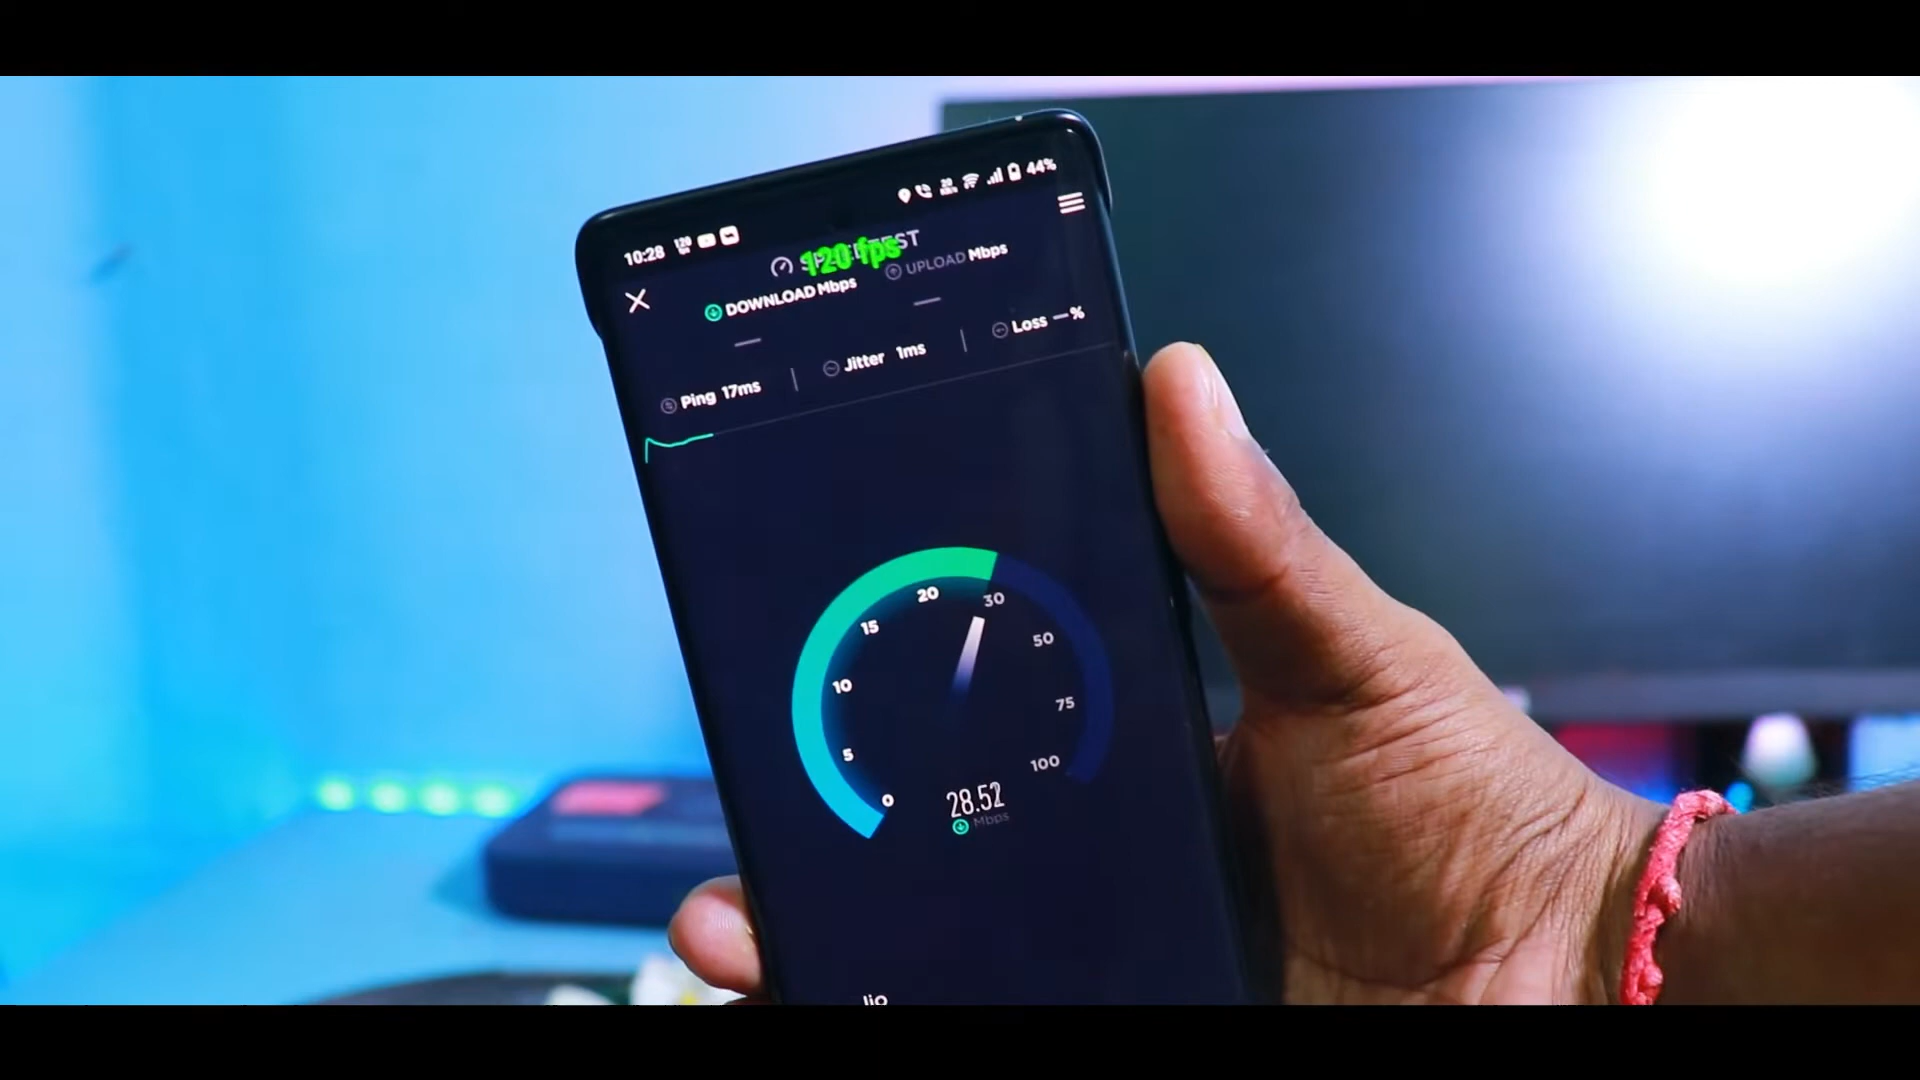 10:28
44%
SPEEDTEST
120 fps
DOWNLOAD Mbps
UPLOAD Mbps
Ping 17ms
Jitter 1ms
Loss —%
0
5
10
15
20
30
50
75
100
28.52
Mbps
Jio